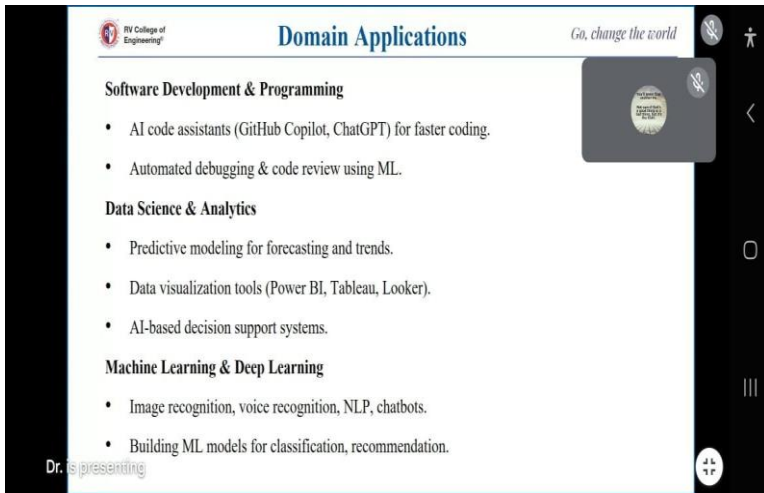 RV College of
Engineering®
Domain Applications
Go, change the world
Software Development & Programming
• AI code assistants (GitHub Copilot, ChatGPT) for faster coding.
• Automated debugging & code review using ML.
Data Science & Analytics
• Predictive modeling for forecasting and trends.
• Data visualization tools (Power BI, Tableau, Looker).
• AI-based decision support systems.
Machine Learning & Deep Learning
• Image recognition, voice recognition, NLP, chatbots.
• Building ML models for classification, recommendation.
Dr. is presenting